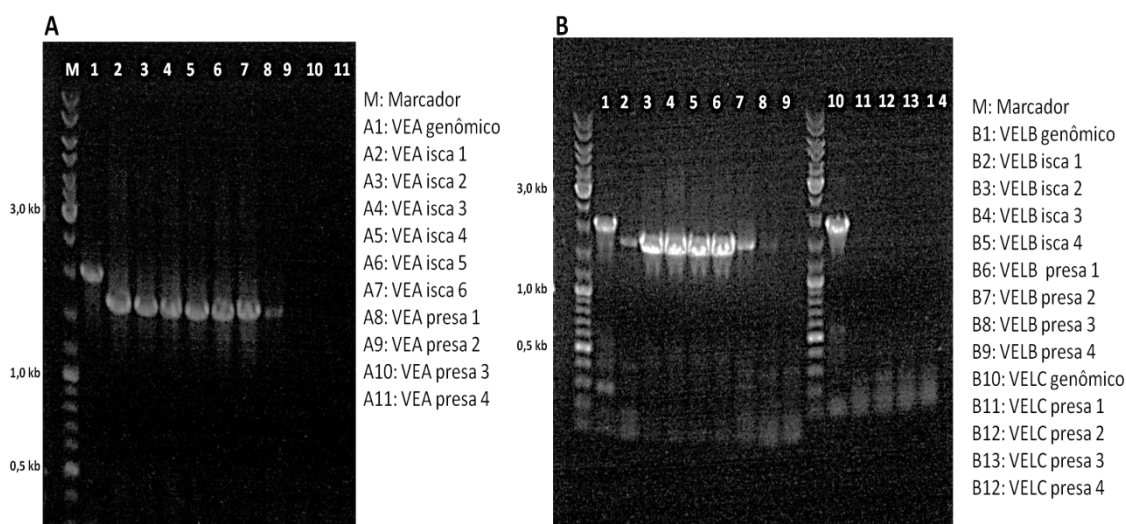 A
M 1 2 3 4 5 6 7 8 9 10 11
3,0 kb
1,0 kb
0,5 kb
M: Marcador
A1: VEA genômico
A2: VEA isca 1
A3: VEA isca 2
A4: VEA isca 3
A5: VEA isca 4
A6: VEA isca 5
A7: VEA isca 6
A8: VEA presa 1
A9: VEA presa 2
A10: VEA presa 3
A11: VEA presa 4
B
1 2 3 4 5 6 7 8 9 10 11 12 13 1 4
3,0 kb
1,0 kb
0,5 kb
M: Marcador
B1: VELB genômico
B2: VELB isca 1
B3: VELB isca 2
B4: VELB isca 3
B5: VELB isca 4
B6: VELB presa 1
B7: VELB presa 2
B8: VELB presa 3
B9: VELB presa 4
B10: VELC genômico
B11: VELC presa 1
B12: VELC presa 2
B13: VELC presa 3
B12: VELC presa 4